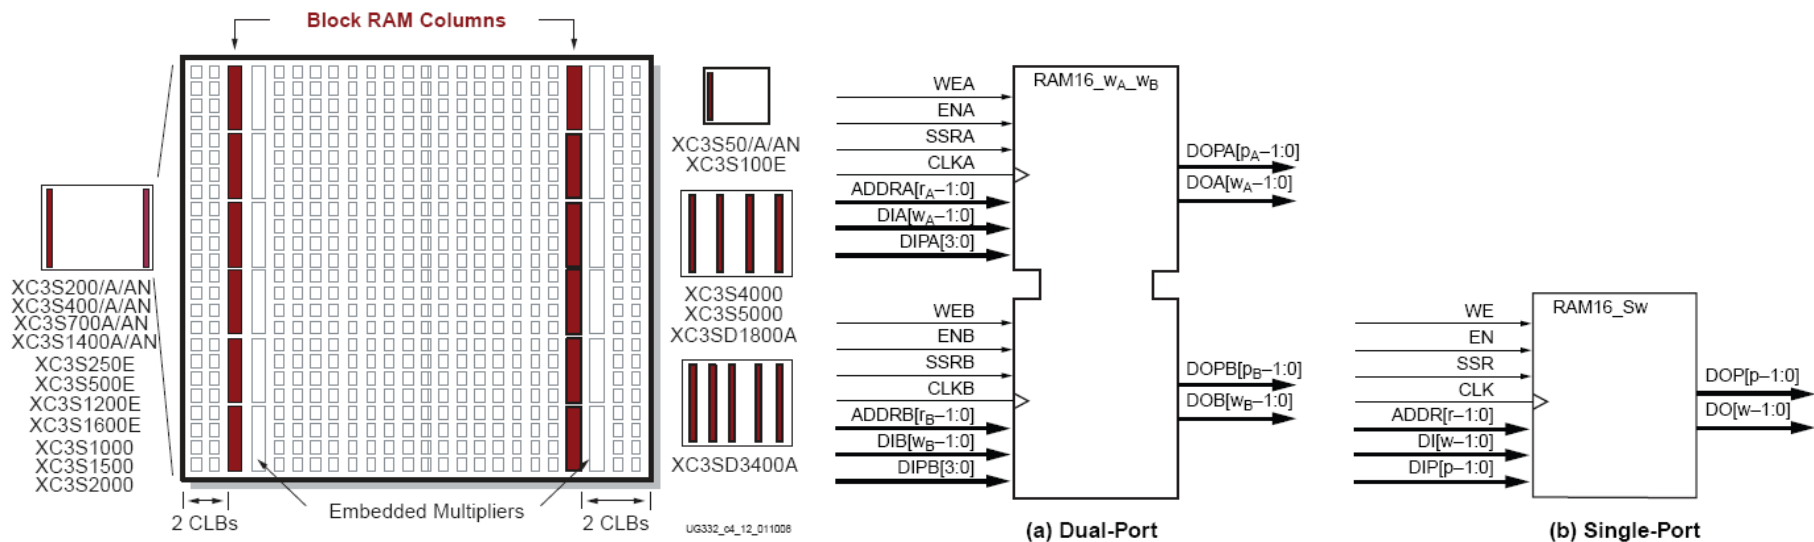 Block RAM Columns
XC3S200/A/AN
XC3S400/A/AN
XC3S700A/AN
XC3S1400A/AN
XC3S250E
XC3S500E
XC3S1200E
XC3S1600E
XC3S1000
XC3S1500
XC3S2000
2 CLBs
Embedded Multipliers
2 CLBs
XC3S50/A/AN
XC3S100E
XC3S4000
XC3S5000
XC3SD1800A
XC3SD3400A
UG332_c4_12_011008
RAM16_wA_wB
WEA
ENA
SSRA
CLKA
ADDRA[rA–1:0]
DIA[wA–1:0]
DIPA[3:0]
DOPA[pA–1:0]
DOA[wA–1:0]
WEB
ENB
SSRB
CLKB
ADDRB[rB–1:0]
DIB[wB–1:0]
DIPB[3:0]
DOPB[pB–1:0]
DOB[wB–1:0]
(a) Dual-Port
RAM16_Sw
WE
EN
SSR
CLK
ADDR[r–1:0]
DI[w–1:0]
DIP[p–1:0]
DOP[p–1:0]
DO[w–1:0]
(b) Single-Port